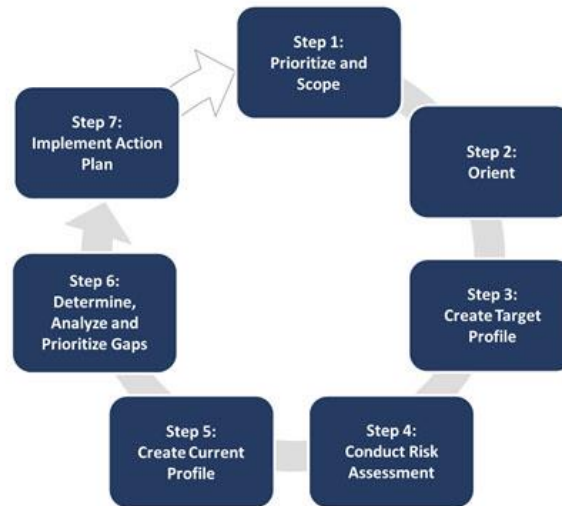 Step 1:
Prioritize and
Scope
Step 2:
Orient
Step 3:
Create Target
Profile
Step 4:
Conduct Risk
Assessment
Step 5:
Create Current
Profile
Step 6:
Determine,
Analyze and
Prioritize Gaps
Step 7:
Implement Action
Plan